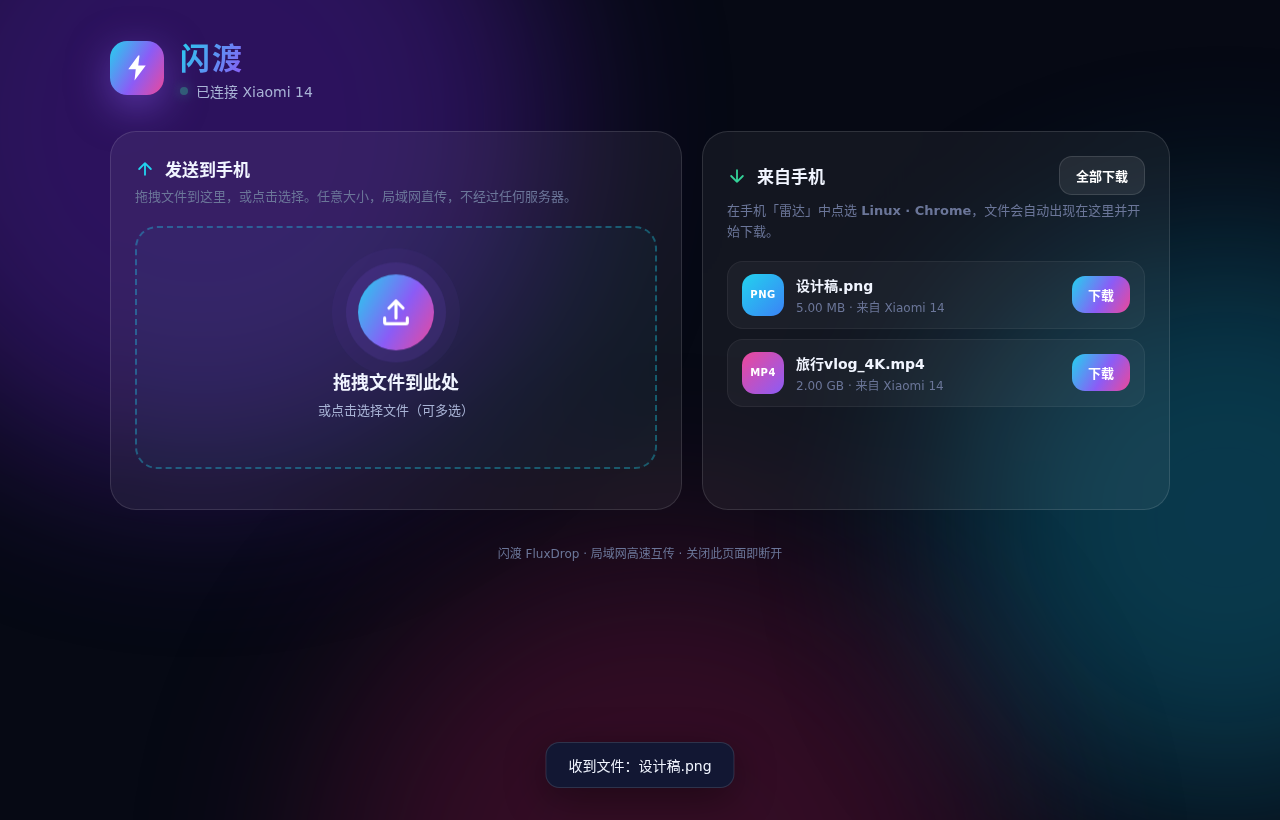 闪渡
已连接 Xiaomi 14
发送到手机
拖拽文件到这里，或点击选择。任意大小，局域网直传，不经过任何服务器。
拖拽文件到此处
或点击选择文件（可多选）
来自手机
全部下载
在手机「雷达」中点选 Linux · Chrome，文件会自动出现在这里并开
始下载。
PNG
设计稿.png
5.00 MB · 来自 Xiaomi 14
下载
MP4
旅行vlog_4K.mp4
2.00 GB · 来自 Xiaomi 14
下载
闪渡 FluxDrop · 局域网高速互传 · 关闭此页面即断开
收到文件：设计稿.png